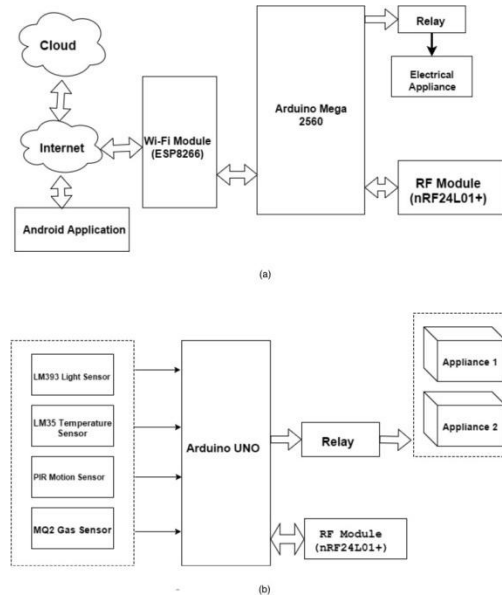 Cloud
Internet
Android Application
Wi-Fi Module
(ESP8266)
Arduino Mega
2560
Relay
Electrical
Appliance
RF Module
(nRF24L01+)
(a)
LM393 Light Sensor
LM35 Temperature
Sensor
PIR Motion Sensor
MQ2 Gas Sensor
Arduino UNO
Relay
Appliance 1
Appliance 2
RF Module
(nRF24L01+)
(b)